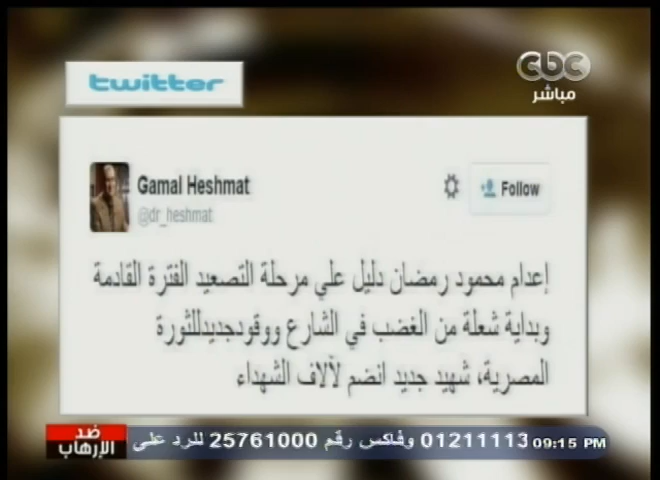 twitter
cbc
مباشر
Gamal Heshmat
@dr_heshmat
Follow
إعدام محمود رمضان دليل علي مرحلة التصعيد الفترة القادمة
وبداية شعلة من الغضب في الشارع ووقودجديدللثورة
المصرية، شهيد جديد انضم لآلاف الشهداء
ضد
الإرهاب
01211113 وفاكس رقم 25761000 للرد على
09:15 PM